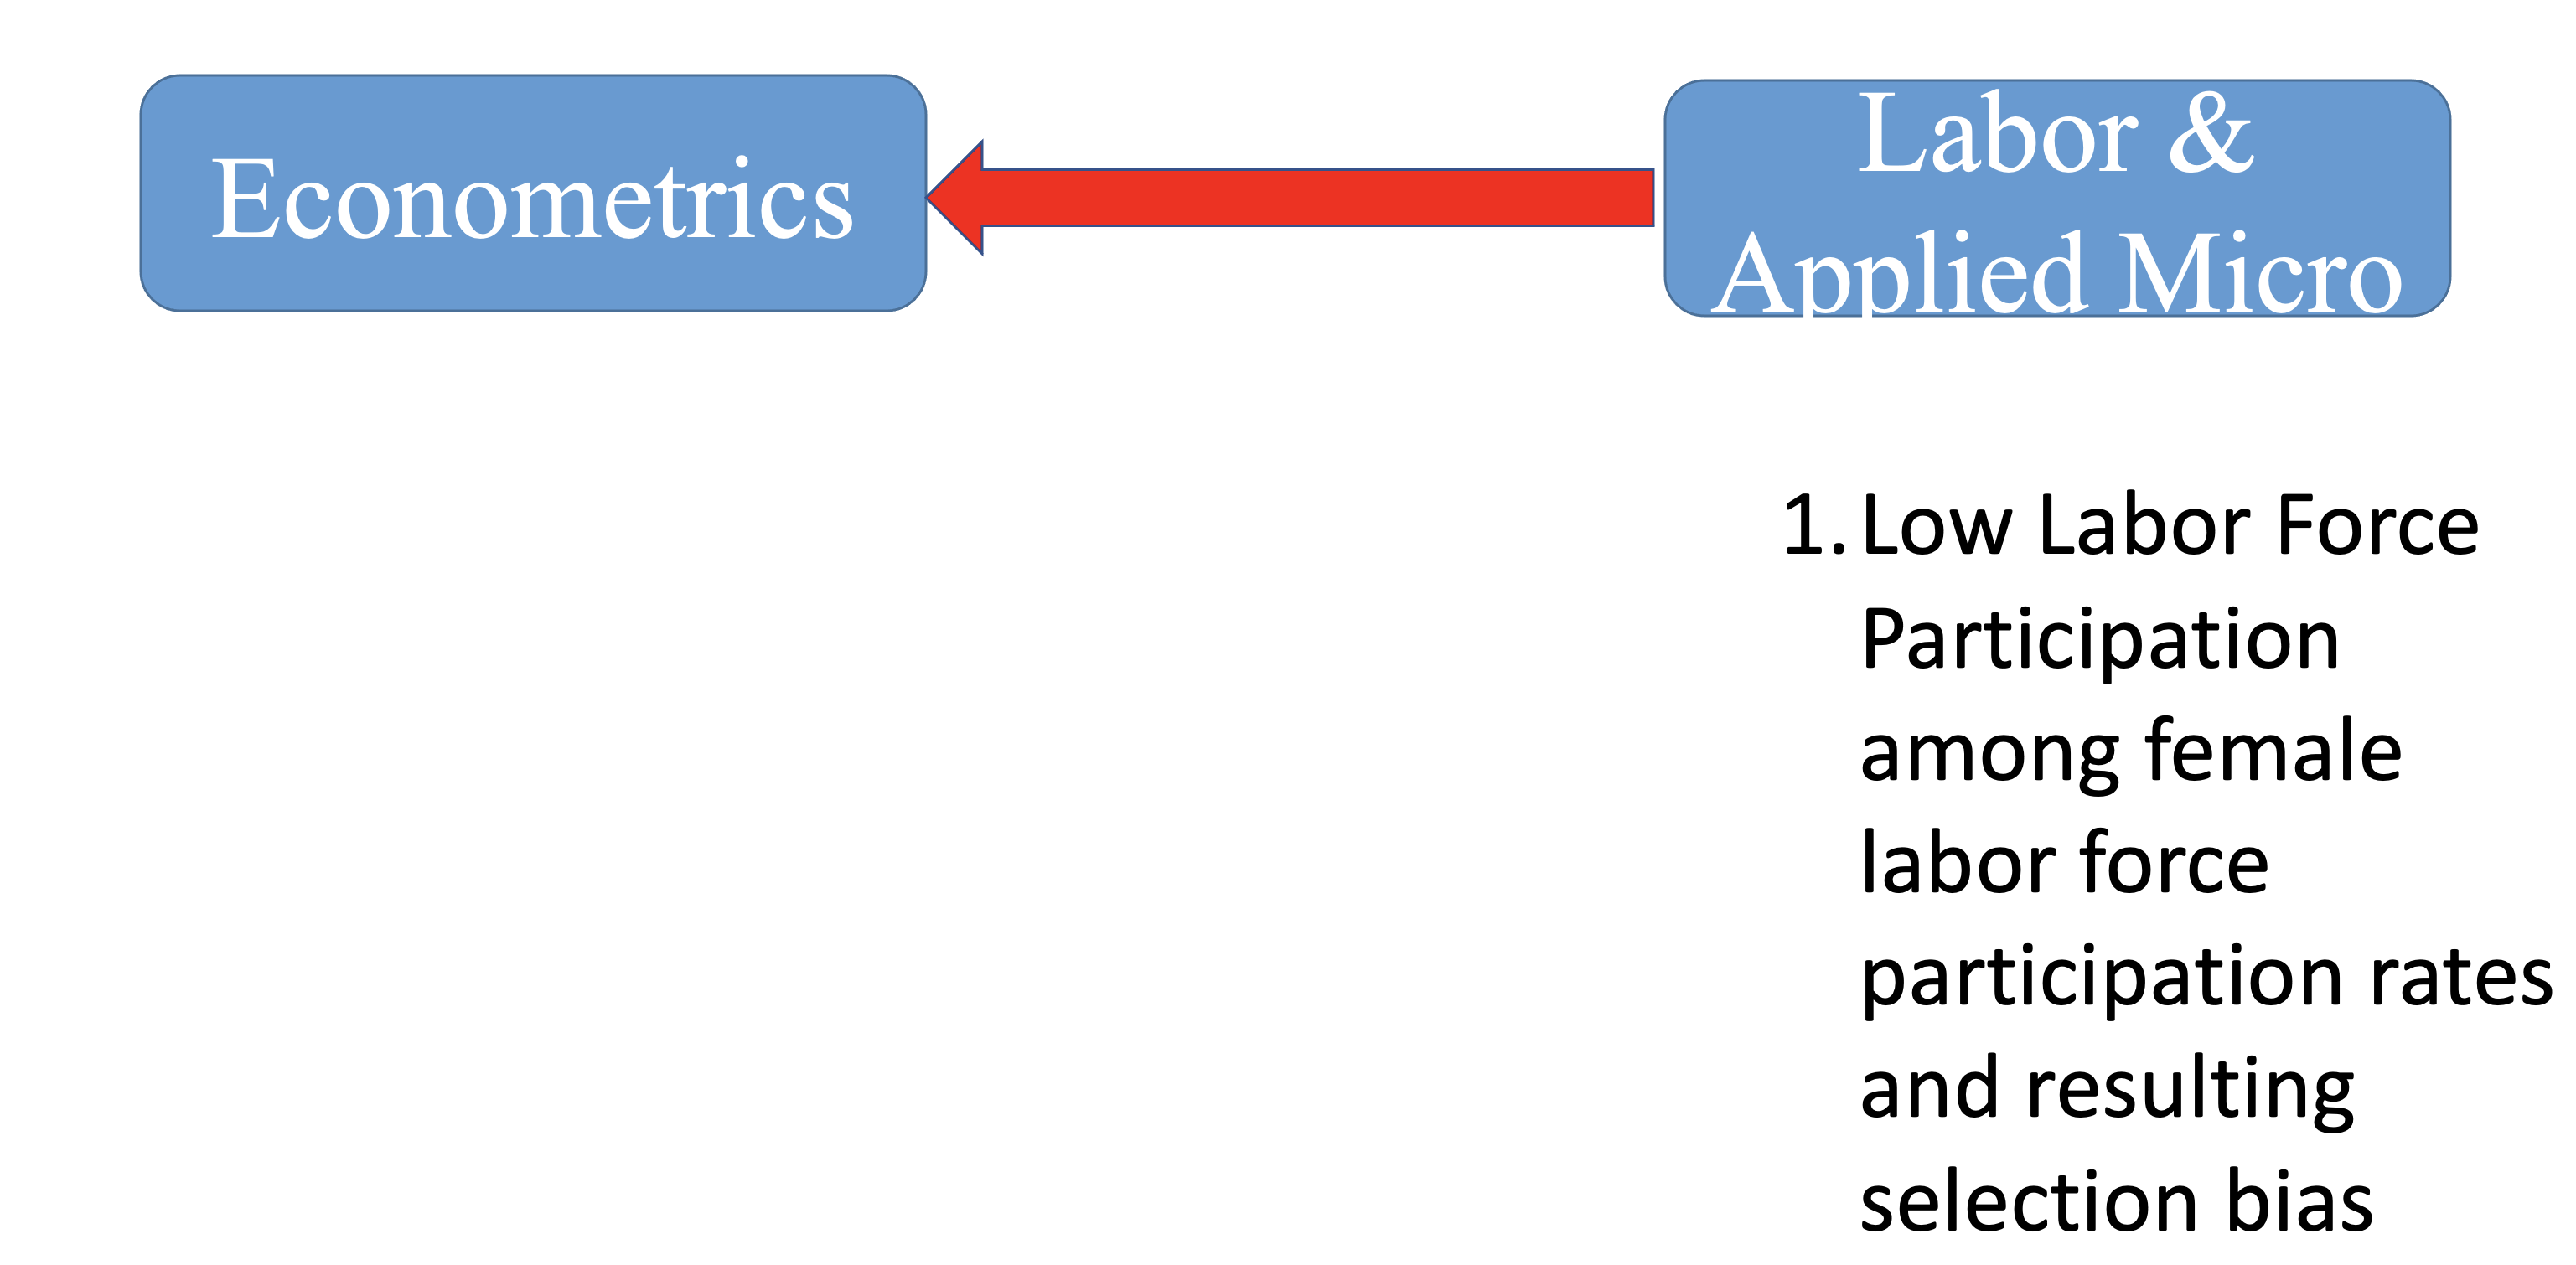 Econometrics
Labor &
Applied Micro
1. Low Labor Force
Participation
among female
labor force
participation rates
and resulting
selection bias